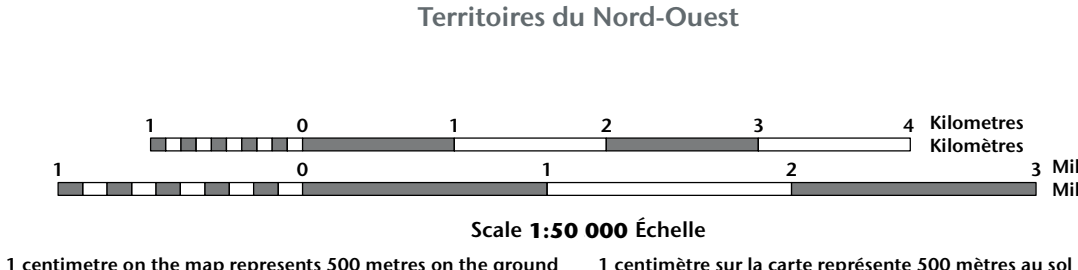 Territoires du Nord-Ouest
1 0 1 2 3 4 Kilometres
Kilomètres
1 0 1 2 3 Mil
Mil
Scale 1:50 000 Échelle
1 centimetre on the map represents 500 metres on the ground 1 centimètre sur la carte représente 500 mètres au sol